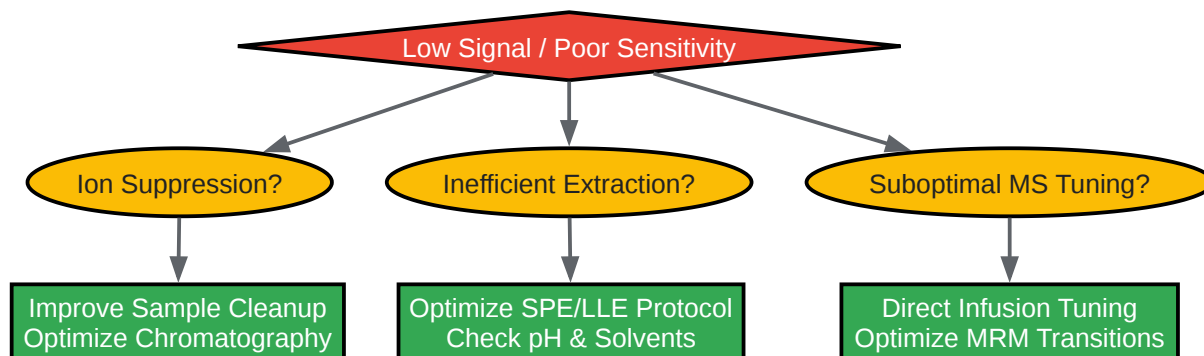 Low Signal / Poor Sensitivity
Ion Suppression?
Inefficient Extraction?
Suboptimal MS Tuning?
Improve Sample Cleanup
Optimize Chromatography
Optimize SPE/LLE Protocol
Check pH & Solvents
Direct Infusion Tuning
Optimize MRM Transitions